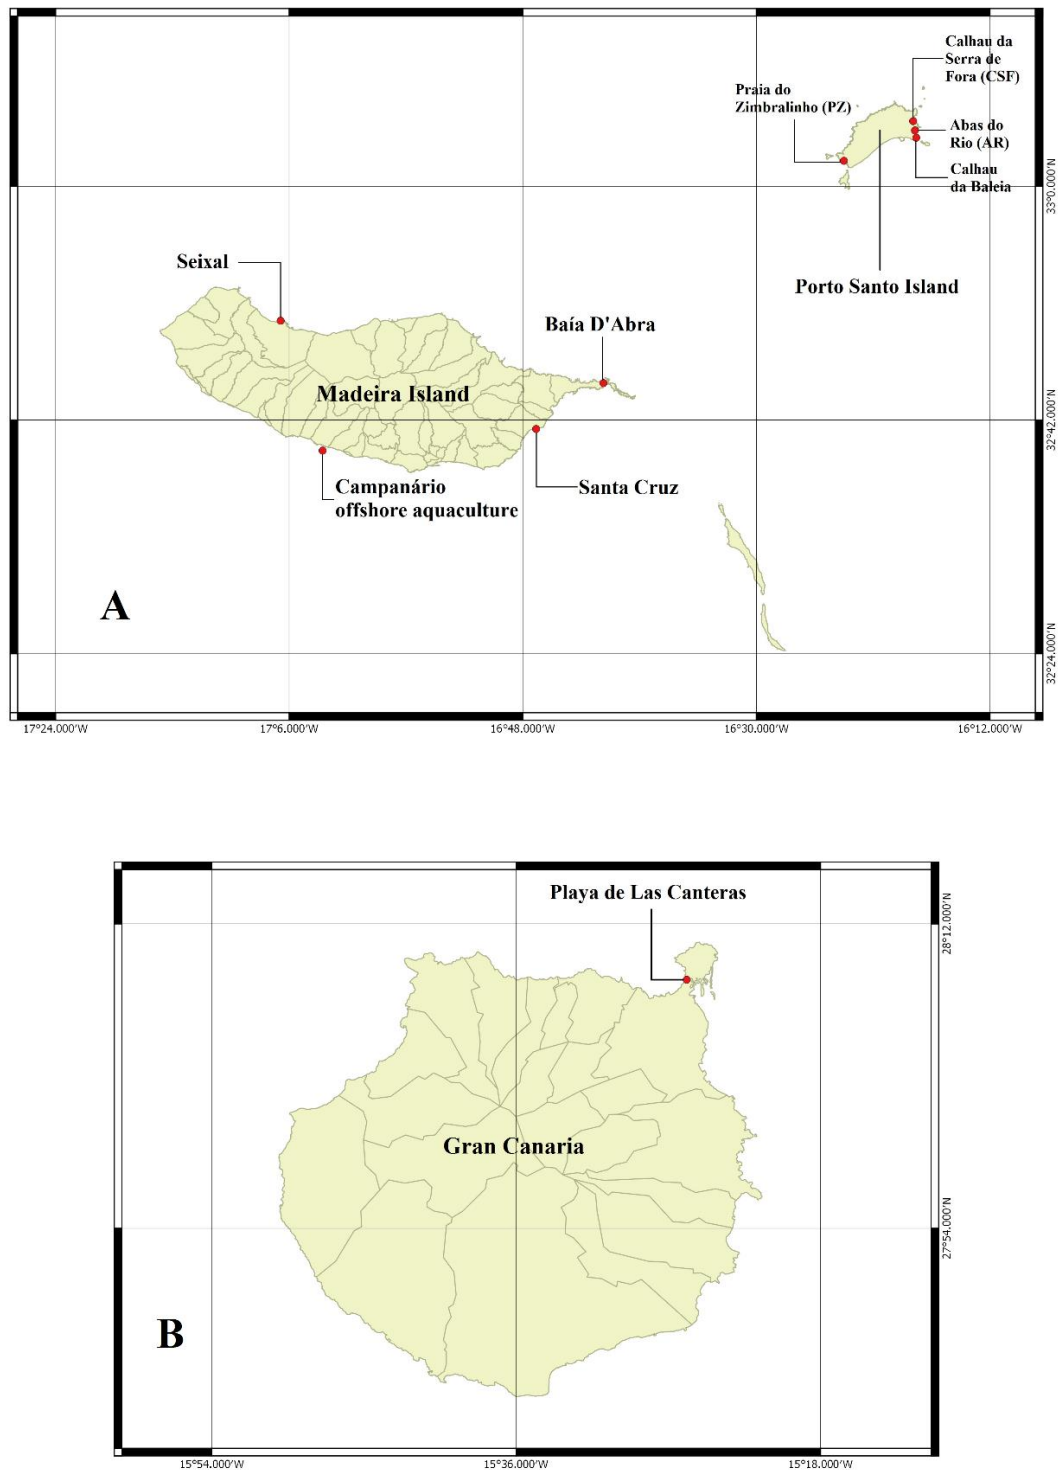 Calhau da
Serra de
Fora (CSF)
Praia do
Zimbralinho (PZ)
Abas do
Rio (AR)
Calhau
da Baleia
33°0.000'N
Seixal
Porto Santo Island
Baía D'Abra
Madeira Island
32°42.000'N
Campanário
offshore aquaculture
Santa Cruz
A
32°24.000'N
17°24.000'W
17°6.000'W
16°48.000'W
16°30.000'W
16°12.000'W
Playa de Las Canteras
28°12.000'N
Gran Canaria
27°54.000'N
B
15°54.000'W
15°36.000'W
15°18.000'W